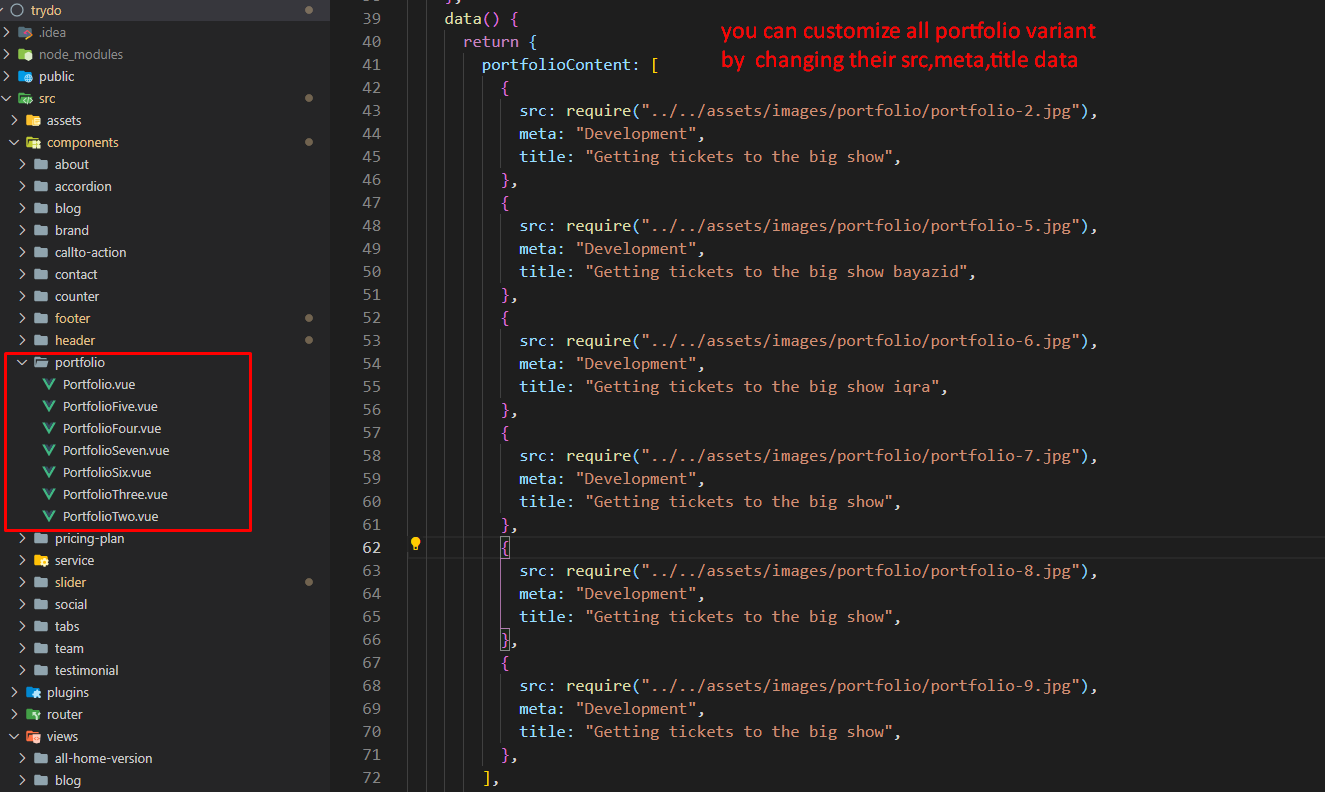 trydo
.idea
node_modules
public
src
assets
components
about
accordion
blog
brand
callto-action
contact
counter
footer
header
portfolio
Portfolio.vue
PortfolioFive.vue
PortfolioFour.vue
PortfolioSeven.vue
PortfolioSix.vue
PortfolioThree.vue
PortfolioTwo.vue
pricing-plan
service
slider
social
tabs
team
testimonial
plugins
router
views
all-home-version
blog
you can customize all portfolio variant
by changing their src,meta,title data
39 data() {
40 return {
41 portfolioContent: [
42 {
43 src: require("../../assets/images/portfolio/portfolio-2.jpg"),
44 meta: "Development",
45 title: "Getting tickets to the big show",
46 },
47 {
48 src: require("../../assets/images/portfolio/portfolio-5.jpg"),
49 meta: "Development",
50 title: "Getting tickets to the big show bayazid",
51 },
52 {
53 src: require("../../assets/images/portfolio/portfolio-6.jpg"),
54 meta: "Development",
55 title: "Getting tickets to the big show iqra",
56 },
57 {
58 src: require("../../assets/images/portfolio/portfolio-7.jpg"),
59 meta: "Development",
60 title: "Getting tickets to the big show",
61 },
62 {
63 src: require("../../assets/images/portfolio/portfolio-8.jpg"),
64 meta: "Development",
65 title: "Getting tickets to the big show",
66 },
67 {
68 src: require("../../assets/images/portfolio/portfolio-9.jpg"),
69 meta: "Development",
70 title: "Getting tickets to the big show",
71 },
72 ],